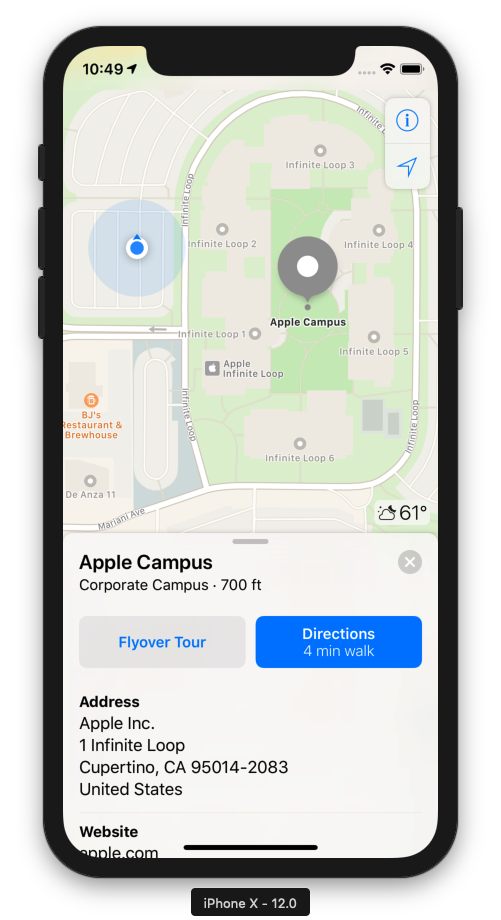 10:49
Infinite Loop
Infinite Loop 3
Infinite Loop
Infinite Loop 2
Infinite Loop 4
Apple Campus
Infinite Loop 1
Infinite Loop 5
Apple
Infinite Loop
BJ's
Restaurant &
Brewhouse
Infinite Loop
Infinite Loop
Infinite Loop 6
De Anza 11
Mariani Ave
61°
Apple Campus
Corporate Campus · 700 ft
Flyover Tour
Directions
4 min walk
Address
Apple Inc.
1 Infinite Loop
Cupertino, CA 95014-2083
United States
Website
apple.com
iPhone X - 12.0